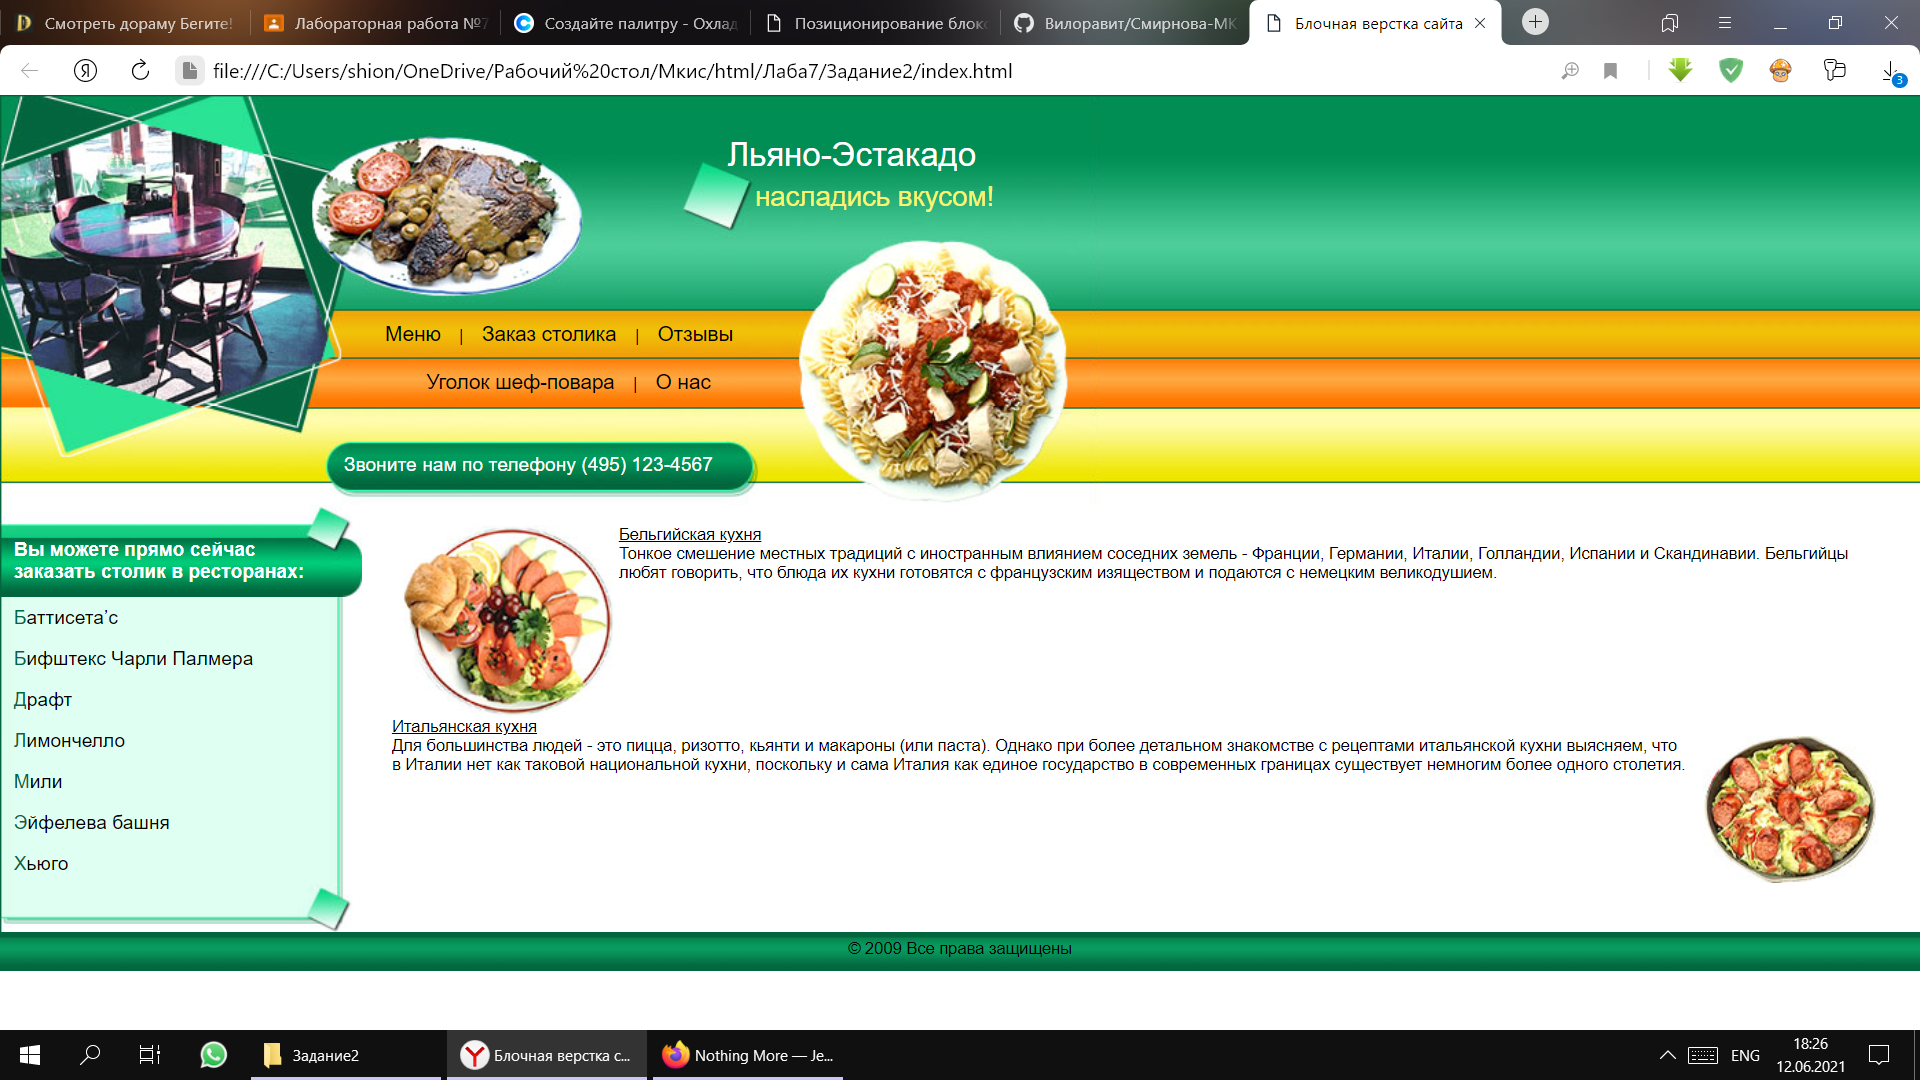 Смотреть дораму Бегите!
Лабораторная работа №7
Создайте палитру - Охлад
Позиционирование блок
Вилоравит/Смирнова-МК
Блочная верстка сайта
file:///C:/Users/shion/OneDrive/Рабочий%20стол/Мкис/html/Лаба7/Задание2/index.html
3
Льяно-Эстакадо
насладись вкусом!
Меню | Заказ столика | Отзывы
Уголок шеф-повара | О нас
Звоните нам по телефону (495) 123-4567
Вы можете прямо сейчас
заказать столик в ресторанах:
Баттисета’с
Бифштекс Чарли Палмера
Драфт
Лимончелло
Мили
Эйфелева башня
Хьюго
Бельгийская кухня
Тонкое смешение местных традиций с иностранным влиянием соседних земель - Франции, Германии, Италии, Голландии, Испании и Скандинавии. Бельгийцы
любят говорить, что блюда их кухни готовятся с французским изяществом и подаются с немецким великодушием.
Итальянская кухня
Для большинства людей - это пицца, ризотто, кьянти и макароны (или паста). Однако при более детальном знакомстве с рецептами итальянской кухни выясняем, что
в Италии нет как таковой национальной кухни, поскольку и сама Италия как единое государство в современных границах существует немногим более одного столетия.
© 2009 Все права защищены
Задание2
Блочная верстка с...
Nothing More — Je...
ENG
18:26
12.06.2021